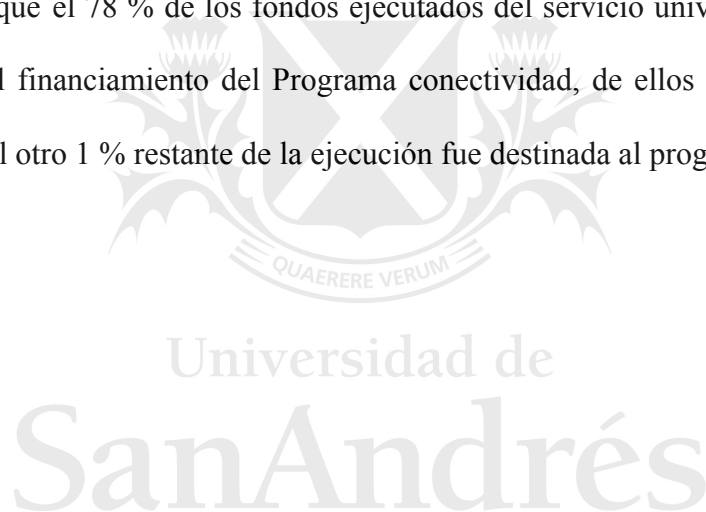 que el 78 % de los fondos ejecutados del servicio univ
l financiamiento del Programa conectividad, de ellos
l otro 1 % restante de la ejecución fue destinada al prog
QUAERERE VERUM
Universidad de
SanAndrés